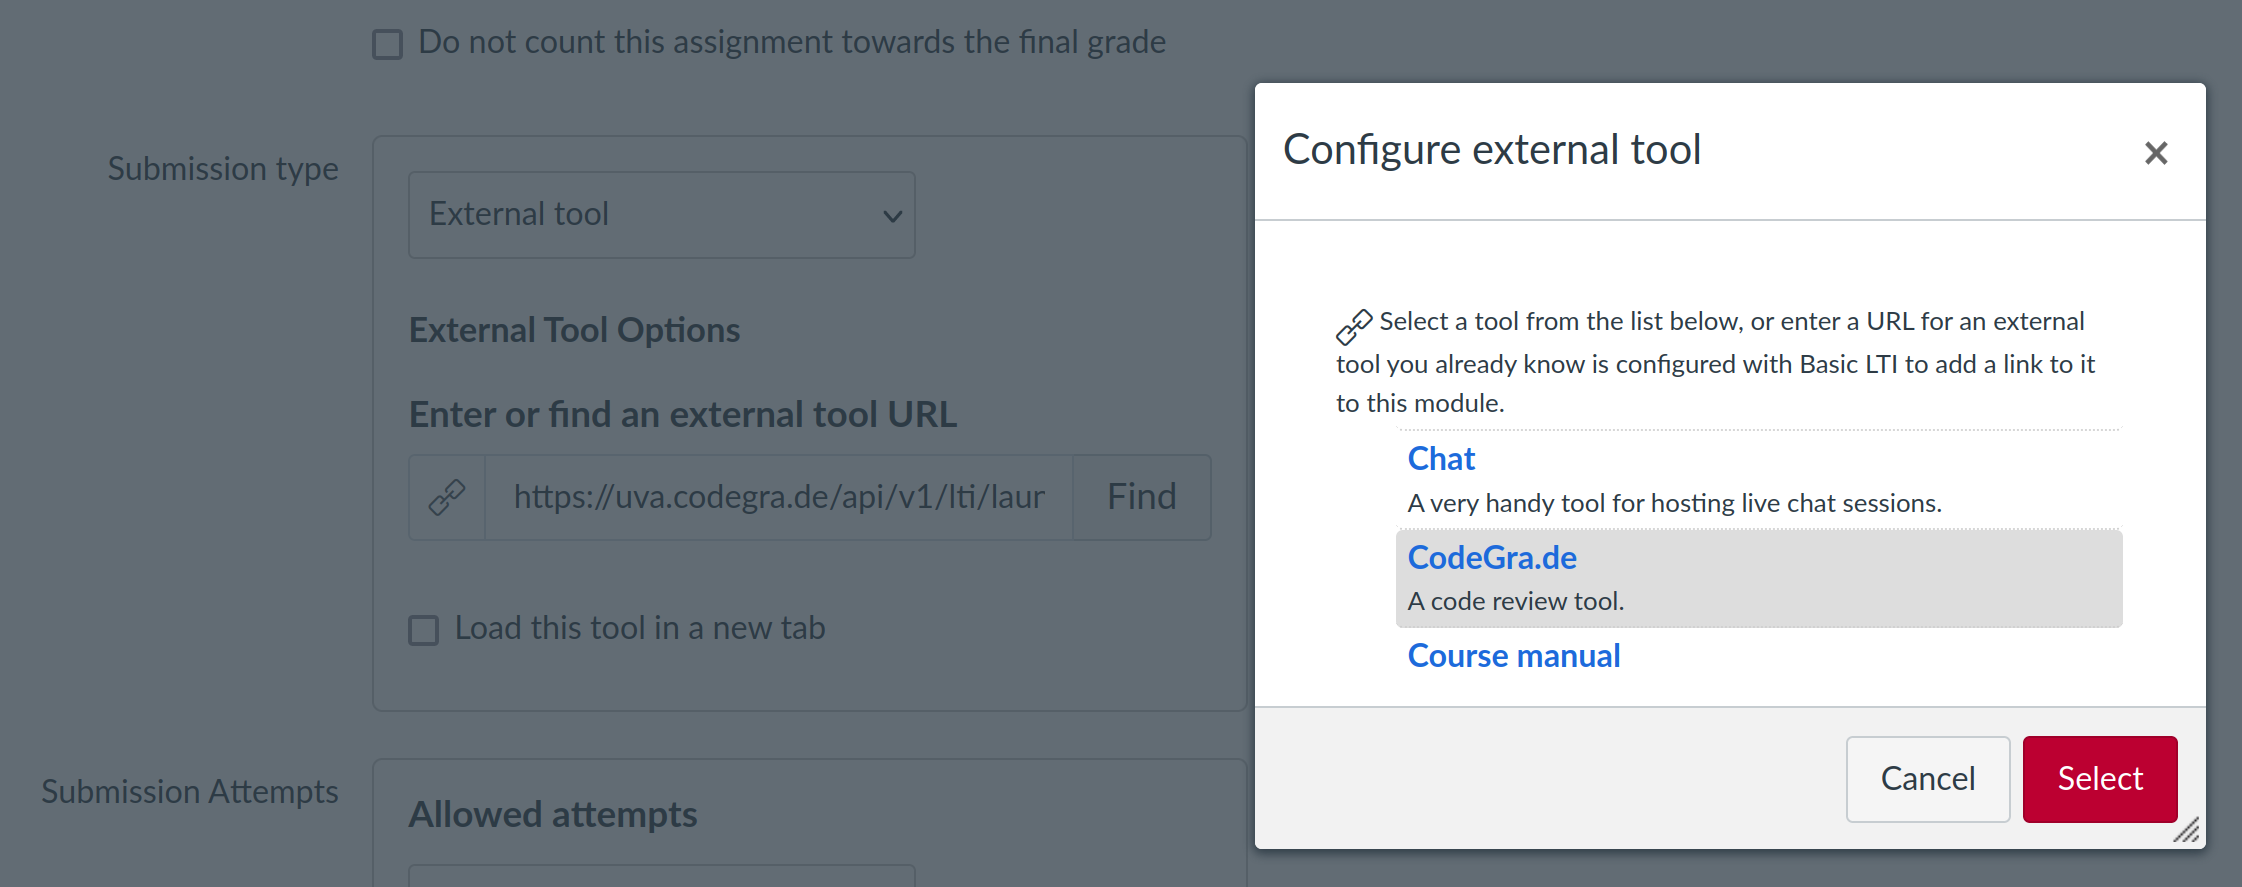 Do not count this assignment towards the final grade
Submission type
External tool
External Tool Options
Enter or find an external tool URL
https://uva.codegra.de/api/v1/lti/laur
Find
Load this tool in a new tab
Submission Attempts
Allowed attempts
Configure external tool
Select a tool from the list below, or enter a URL for an external
tool you already know is configured with Basic LTI to add a link to it
to this module.
Chat
A very handy tool for hosting live chat sessions.
CodeGra.de
A code review tool.
Course manual
Cancel
Select